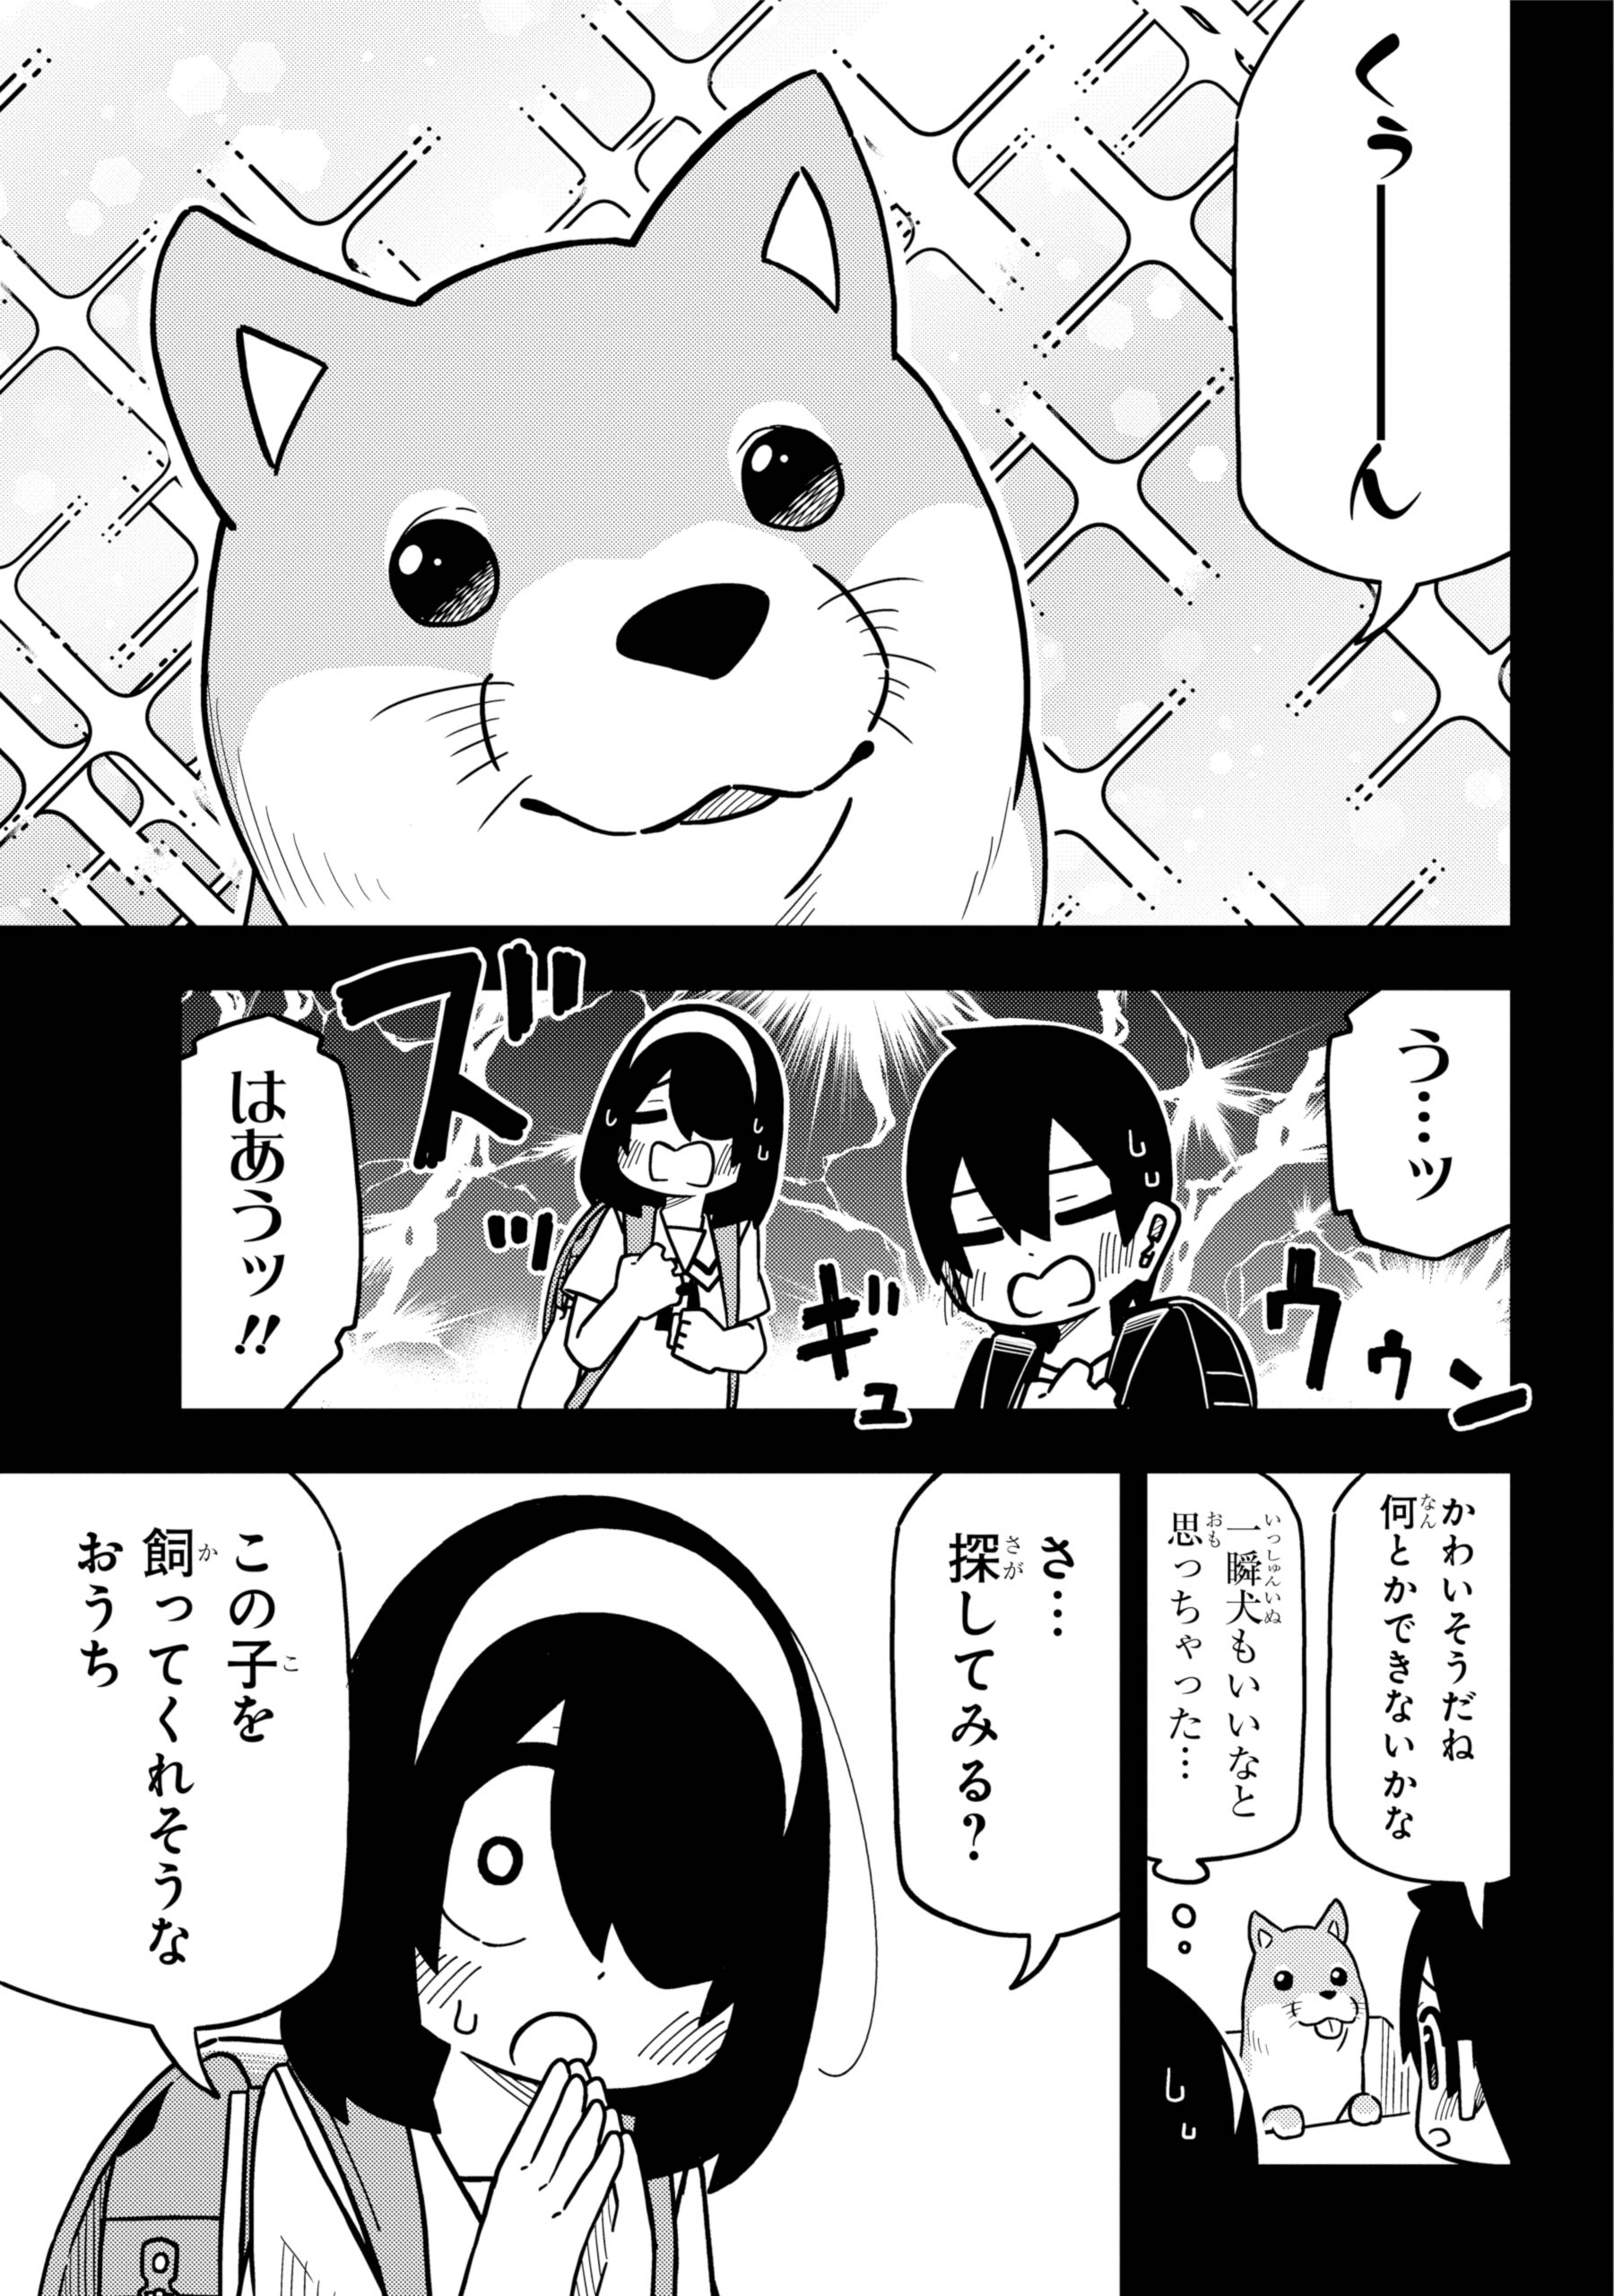 くぅーーん
う…ッ
ズズッ
はあうッ!!
ギュウウン
かわいそうだね
何とかできないかな
一瞬犬もいいなと
思っちゃった…
さ…
探してみる?
この子を
飼ってくれそうな
おうち